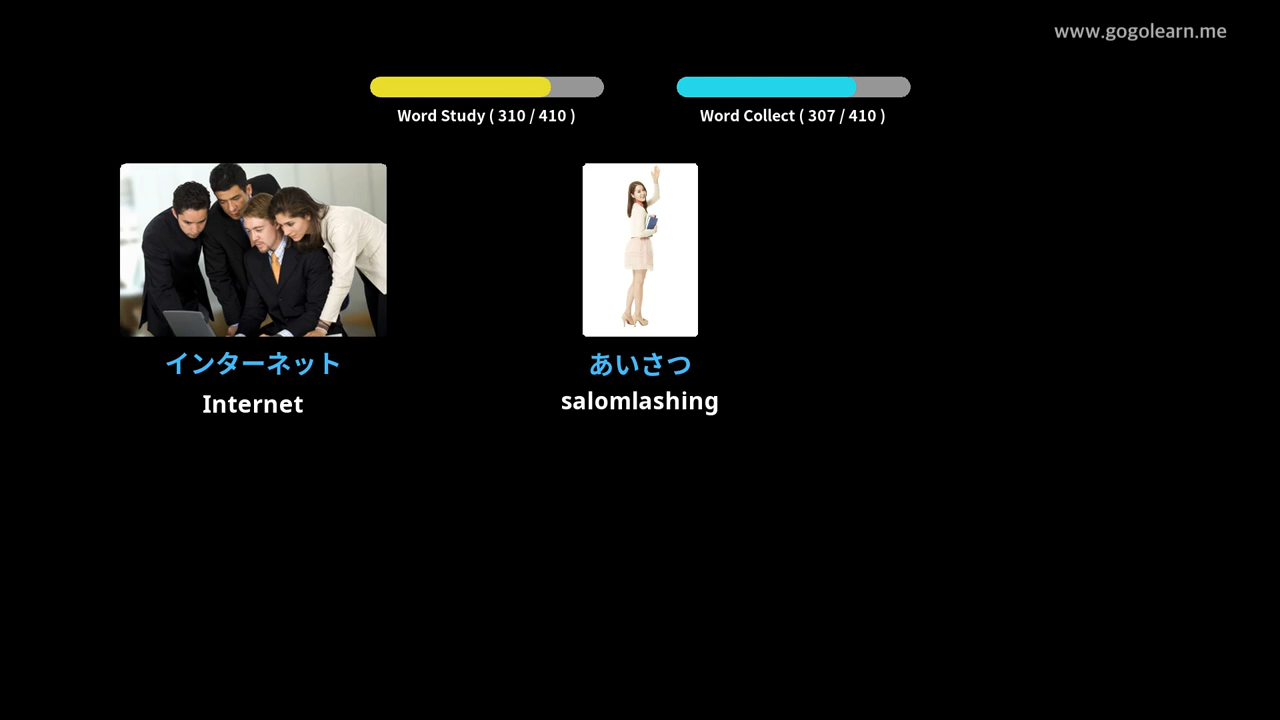 www.gogolearn.me
Word Study ( 310 / 410 )
Word Collect ( 307 / 410 )
インターネット
Internet
あいさつ
salomlashing